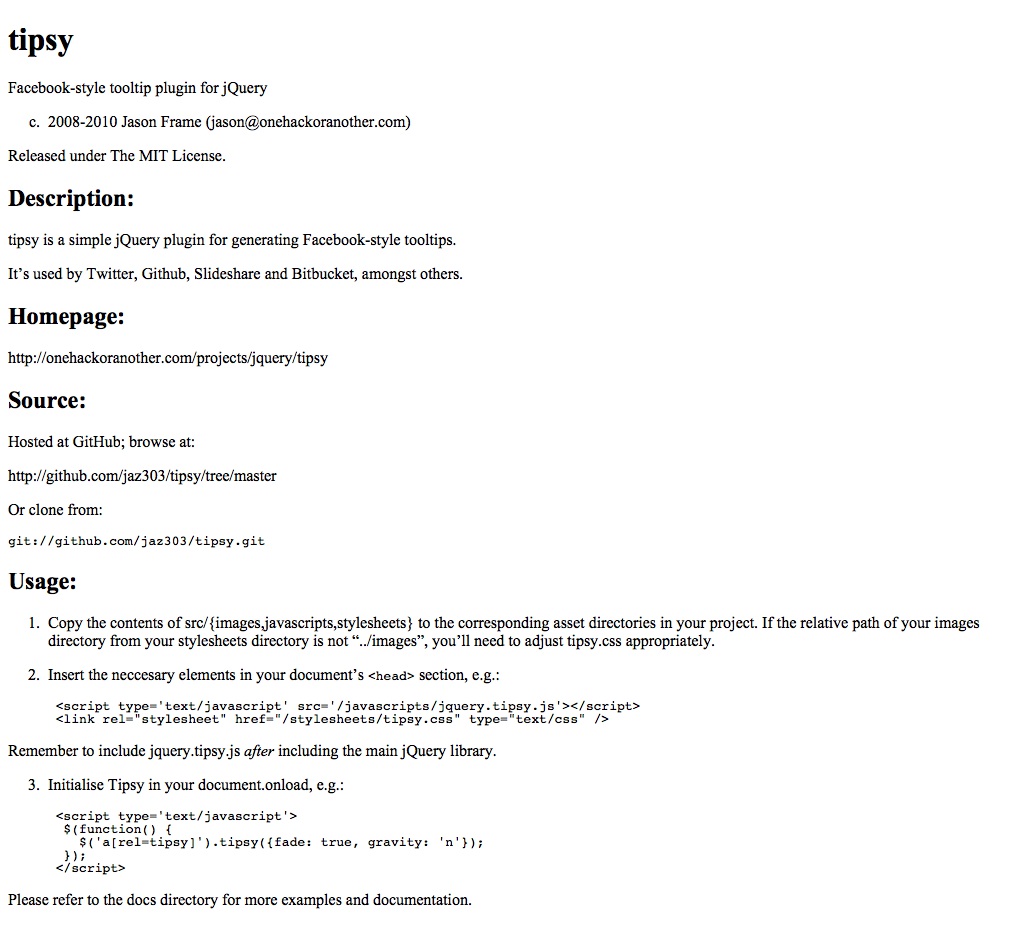 tipsy
Facebook-style tooltip plugin for jQuery
c. 2008-2010 Jason Frame (jason@onehackoranother.com)
Released under The MIT License.
Description:
tipsy is a simple jQuery plugin for generating Facebook-style tooltips.
It’s used by Twitter, Github, Slideshare and Bitbucket, amongst others.
Homepage:
http://onehackoranother.com/projects/jquery/tipsy
Source:
Hosted at GitHub; browse at:
http://github.com/jaz303/tipsy/tree/master
Or clone from:
git://github.com/jaz303/tipsy.git
Usage:
1. Copy the contents of src/{images,javascripts,stylesheets} to the corresponding asset directories in your project. If the relative path of your images
directory from your stylesheets directory is not “../images”, you’ll need to adjust tipsy.css appropriately.
2. Insert the neccesary elements in your document’s <head> section, e.g.:
<script type='text/javascript' src='/javascripts/jquery.tipsy.js'></script>
<link rel="stylesheet" href="/stylesheets/tipsy.css" type="text/css" />
Remember to include jquery.tipsy.js after including the main jQuery library.
3. Initialise Tipsy in your document.onload, e.g.:
<script type='text/javascript'>
$(function() {
$('a[rel=tipsy]').tipsy({fade: true, gravity: 'n'});
});
</script>
Please refer to the docs directory for more examples and documentation.